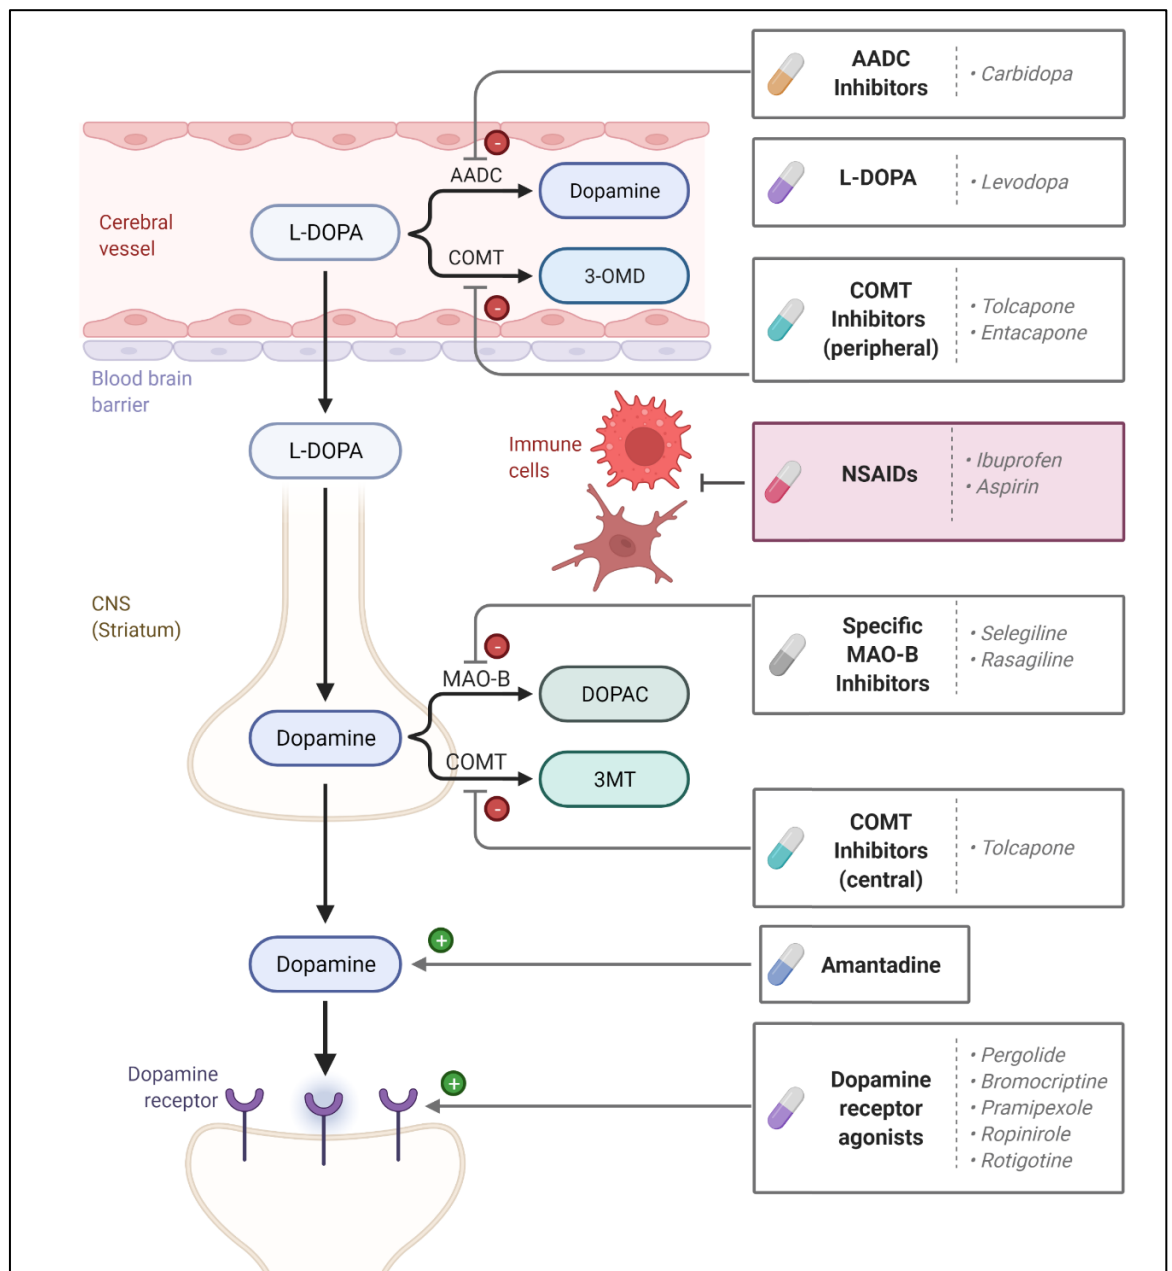 AADC
Inhibitors
• Carbidopa
L-DOPA
• Levodopa
COMT
Inhibitors
(peripheral)
• Tolcapone
• Entacapone
Cerebral
vessel
L-DOPA
AADC
-
Dopamine
COMT
-
3-OMD
Blood brain
barrier
L-DOPA
Immune
cells
NSAIDs
• Ibuprofen
• Aspirin
CNS
(Striatum)
Specific
MAO-B
Inhibitors
• Selegiline
• Rasagiline
-
MAO-B
DOPAC
Dopamine
COMT
-
3MT
COMT
Inhibitors
(central)
• Tolcapone
Dopamine
+
Amantadine
Dopamine
receptor
+
Dopamine
receptor
agonists
• Pergolide
• Bromocriptine
• Pramipexole
• Ropinirole
• Rotigotine